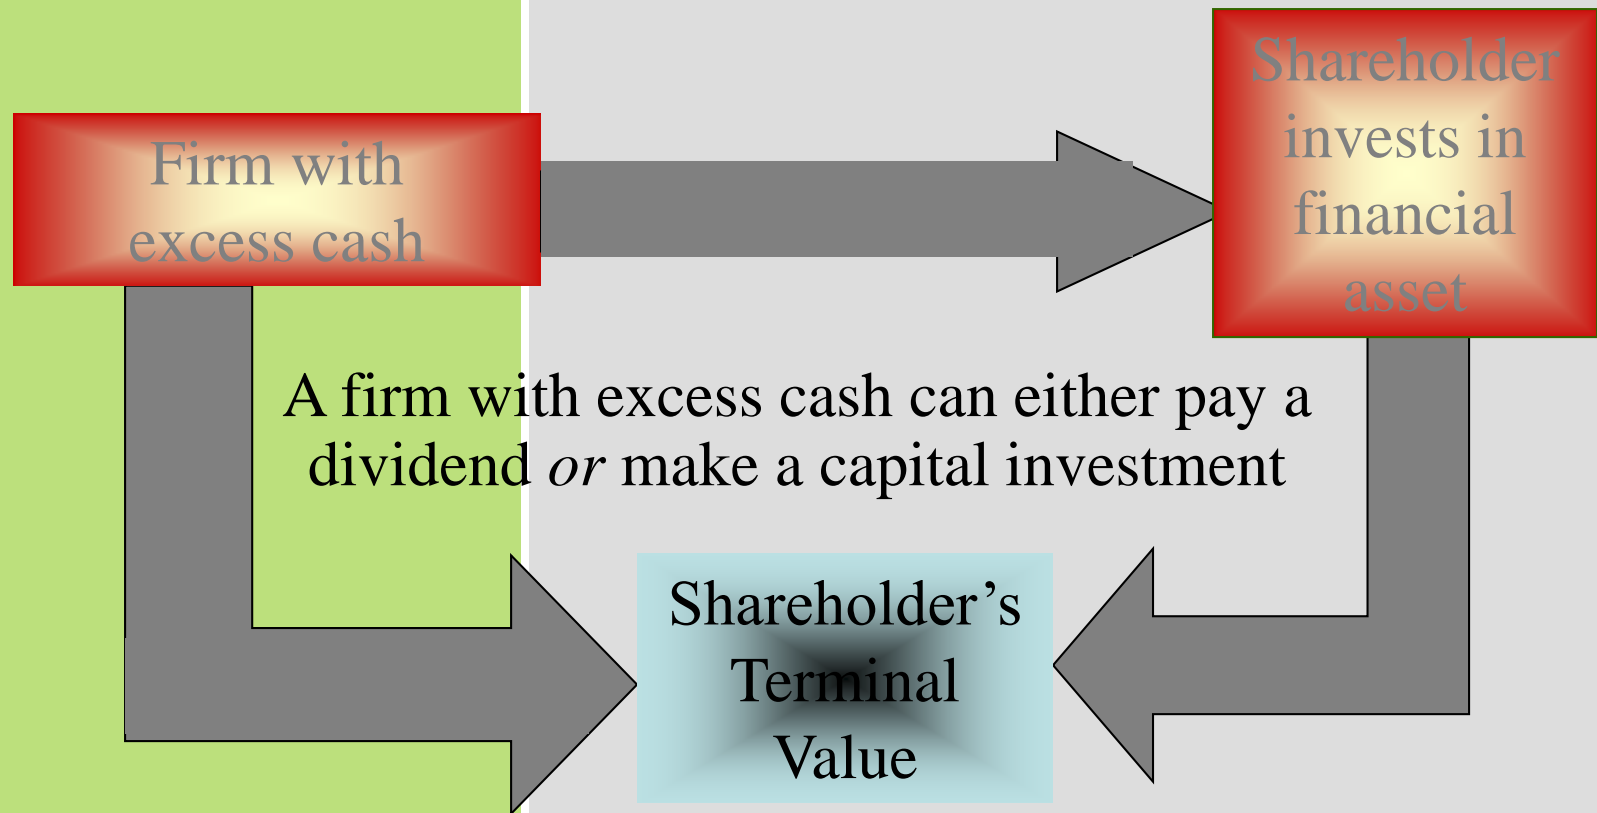 Firm with
excess cash
Shareholder
invests in
financial
asset
A firm with excess cash can either pay a
dividend or make a capital investment
Shareholder’s
Terminal
Value